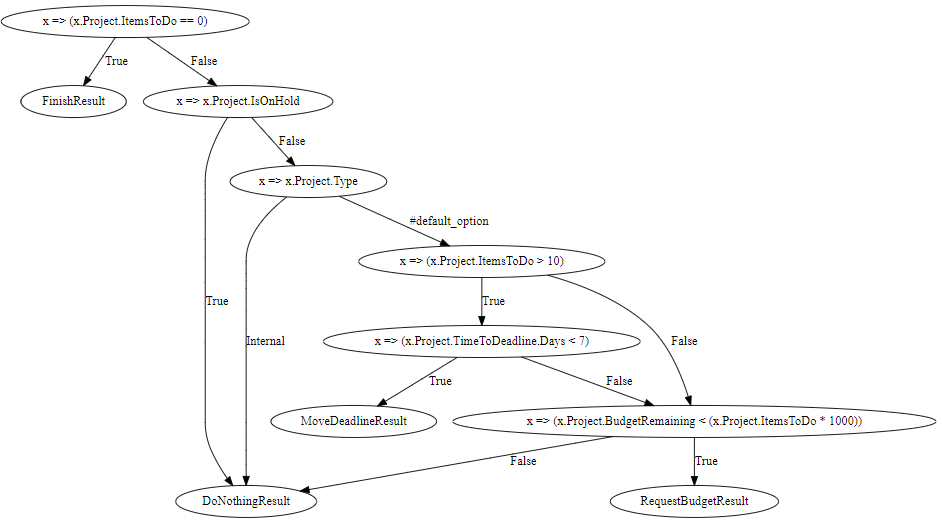 x => (x.Project.ItemsToDo == 0)
True
False
FinishResult
x => x.Project.IsOnHold
False
x => x.Project.Type
#default_option
x => (x.Project.ItemsToDo > 10)
True
True
Internal
False
x => (x.Project.TimeToDeadline.Days < 7)
True
False
MoveDeadlineResult
x => (x.Project.BudgetRemaining < (x.Project.ItemsToDo * 1000))
False
True
DoNothingResult
RequestBudgetResult